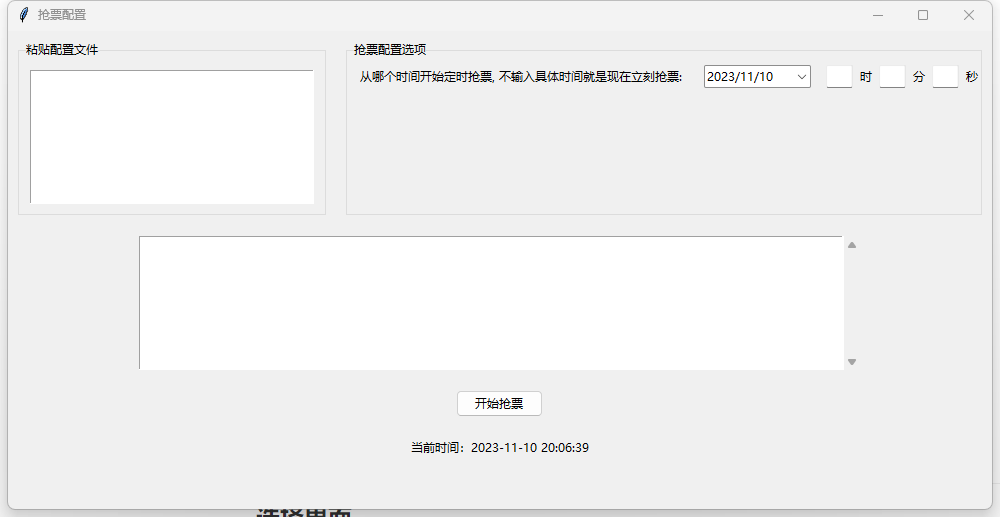 抢票配置
粘贴配置文件
抢票配置选项
从哪个时间开始定时抢票, 不输入具体时间就是现在立刻抢票: 2023/11/10 时 分 秒
开始抢票
当前时间：2023-11-10 20:06:39